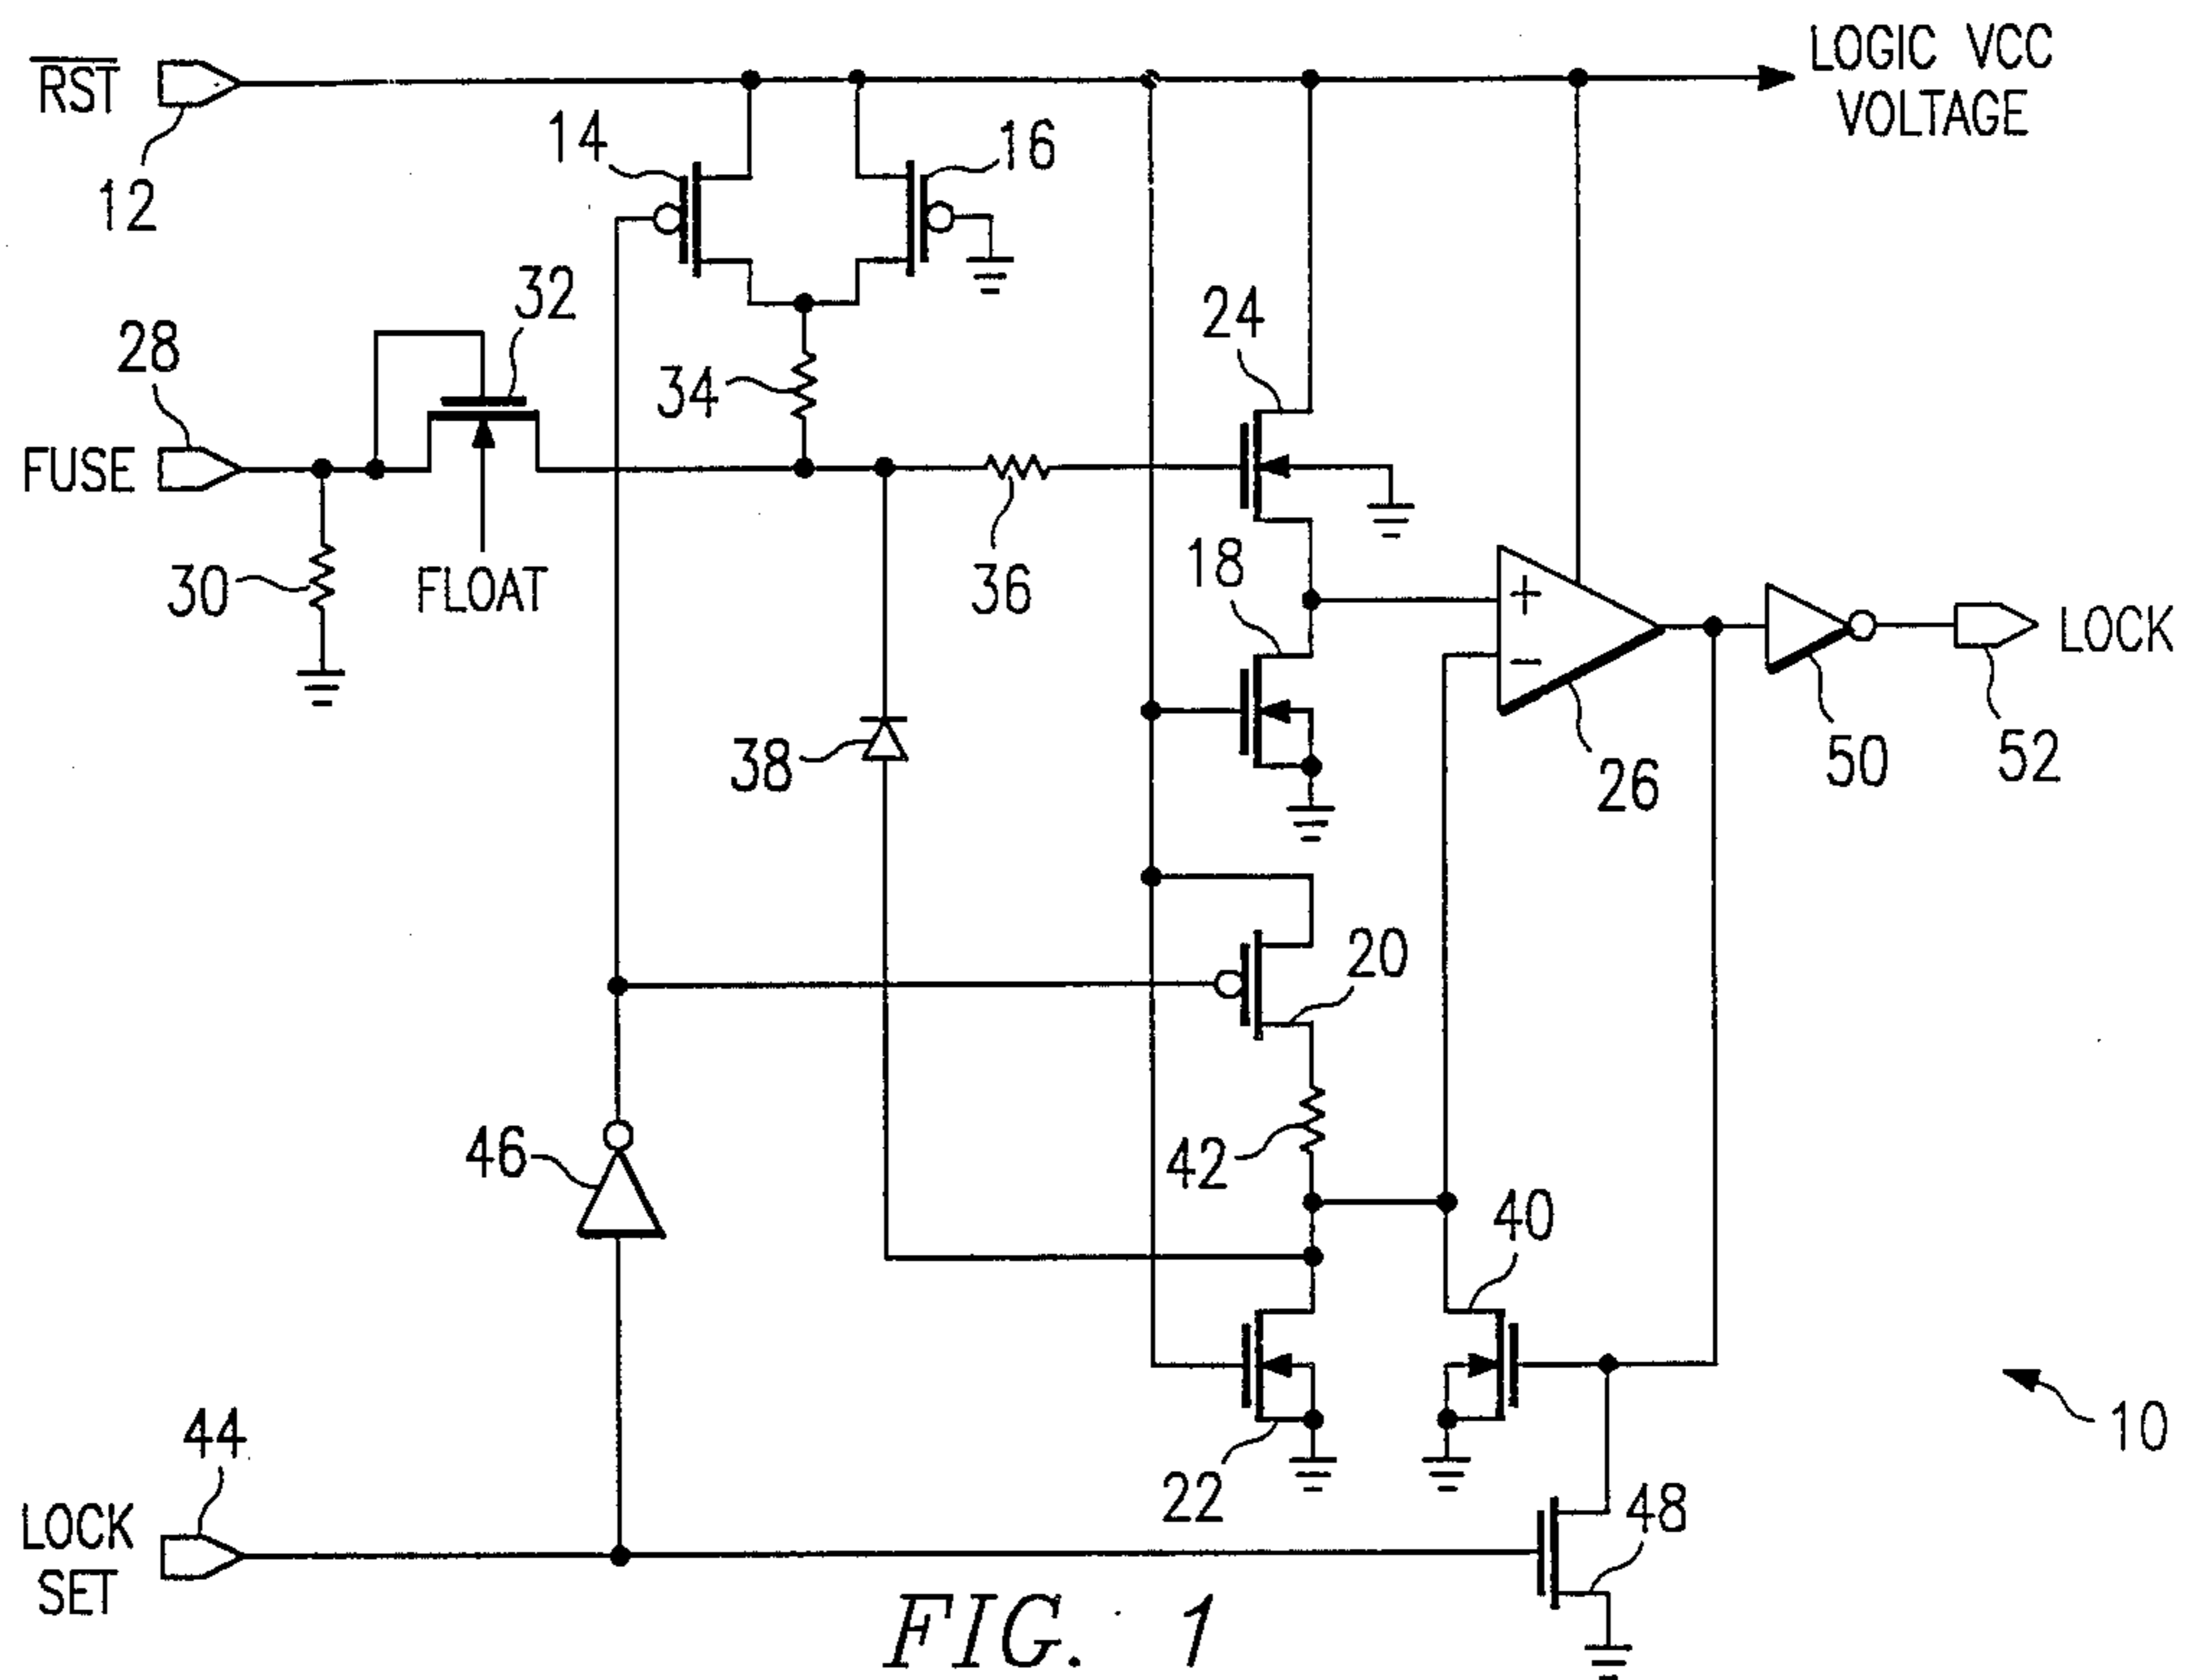 RST
12
LOGIC VCC
VOLTAGE
14
16
32
24
28
FUSE
34
30
FLOAT
36
18
+
−
26
50
LOCK
52
38
20
46
42
40
22
10
44
LOCK
SET
48
FIG. 1